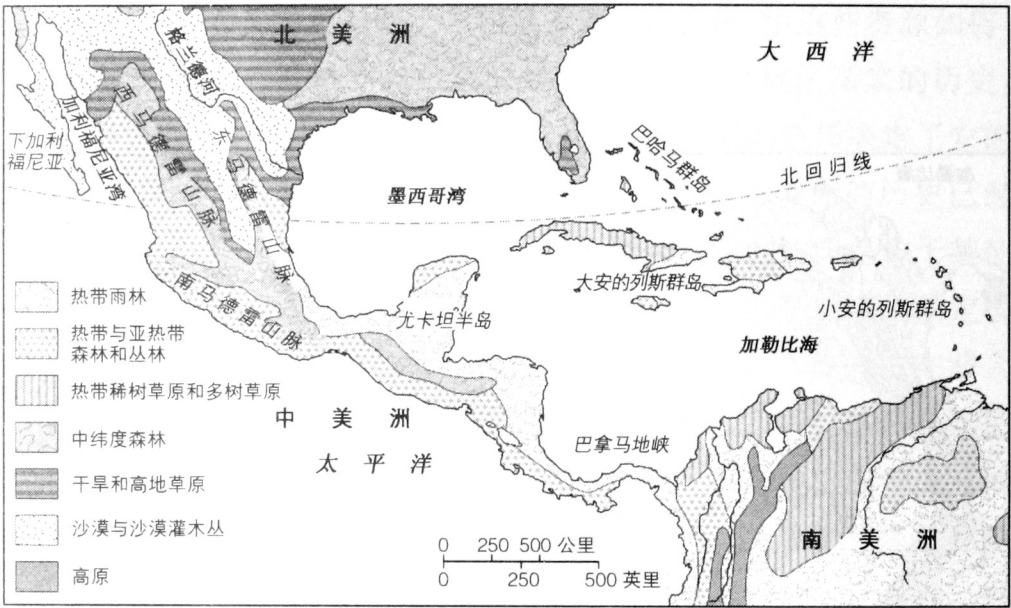 北美洲
大西洋
格兰德河
加利福尼亚湾
西马德雷山脉
东马德雷山脉
下加利
福尼亚
巴哈马群岛
北回归线
墨西哥湾
大安的列斯群岛
小安的列斯群岛
南马德雷山脉
尤卡坦半岛
加勒比海
中美洲
太平洋
巴拿马地峡
南美洲
热带雨林
热带与亚热带
森林和丛林
热带稀树草原和多树草原
中纬度森林
干旱和高地草原
沙漠与沙漠灌木丛
高原
0 250 500 公里
0 250 500 英里